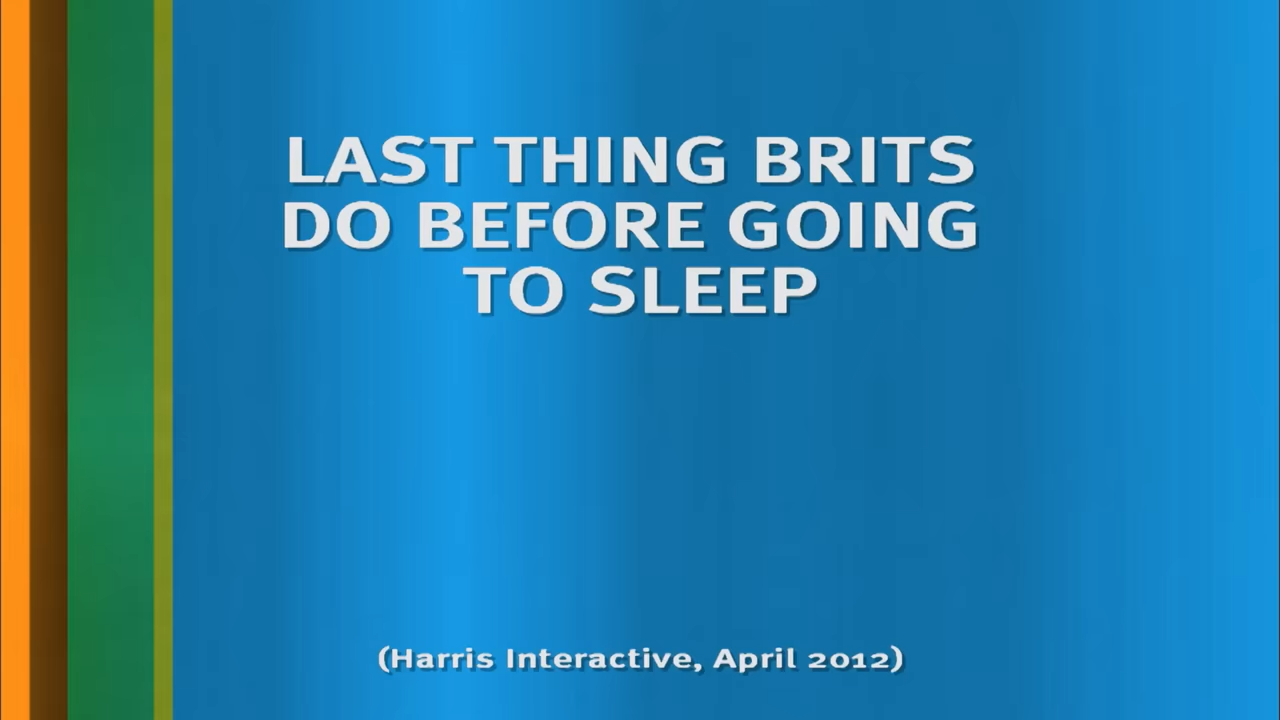 LAST THING BRITS
DO BEFORE GOING
TO SLEEP
(Harris Interactive, April 2012)